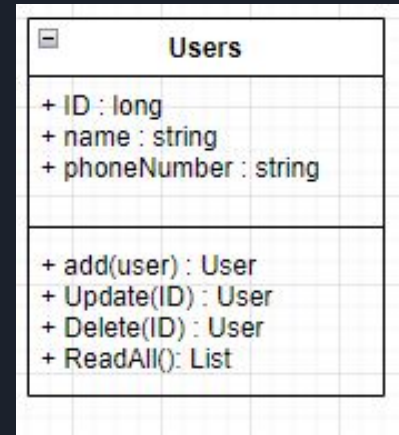 Users
+ ID : long
+ name : string
+ phoneNumber : string
+ add(user) : User
+ Update(ID) : User
+ Delete(ID) : User
+ ReadAll(): List